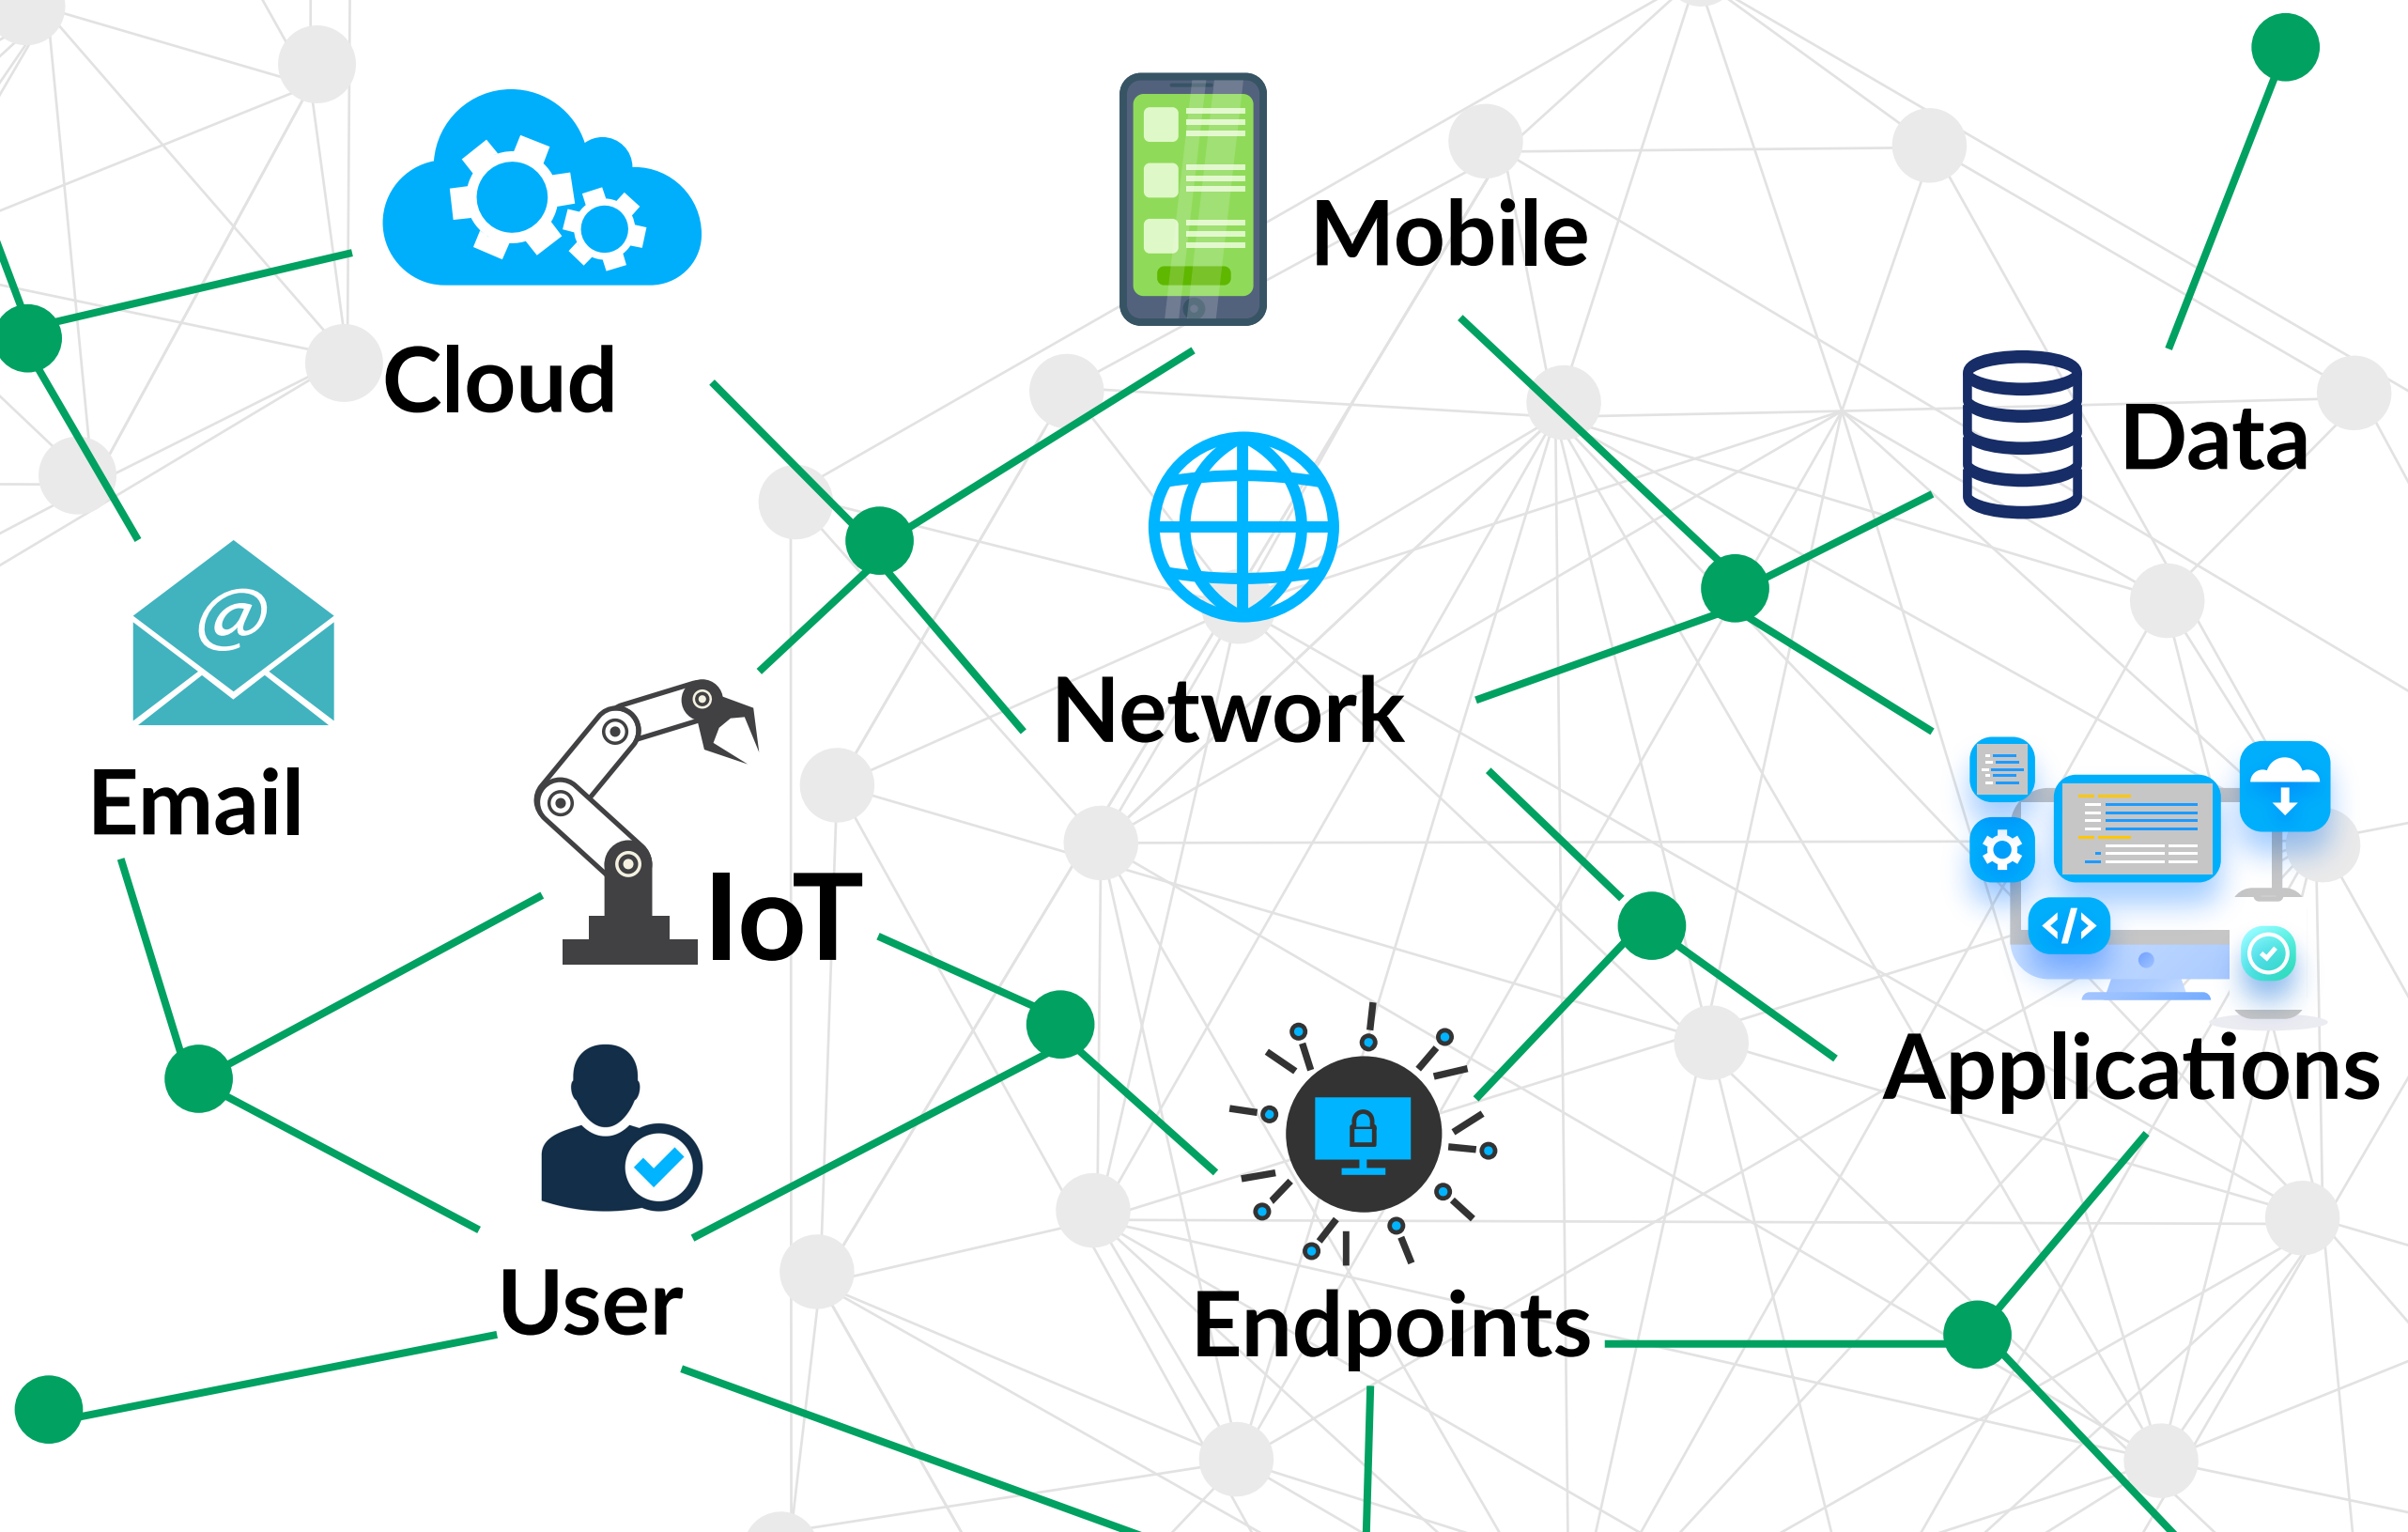 Mobile
Cloud
Data
@
Network
Email
IoT
</>
Applications
User
Endpoints